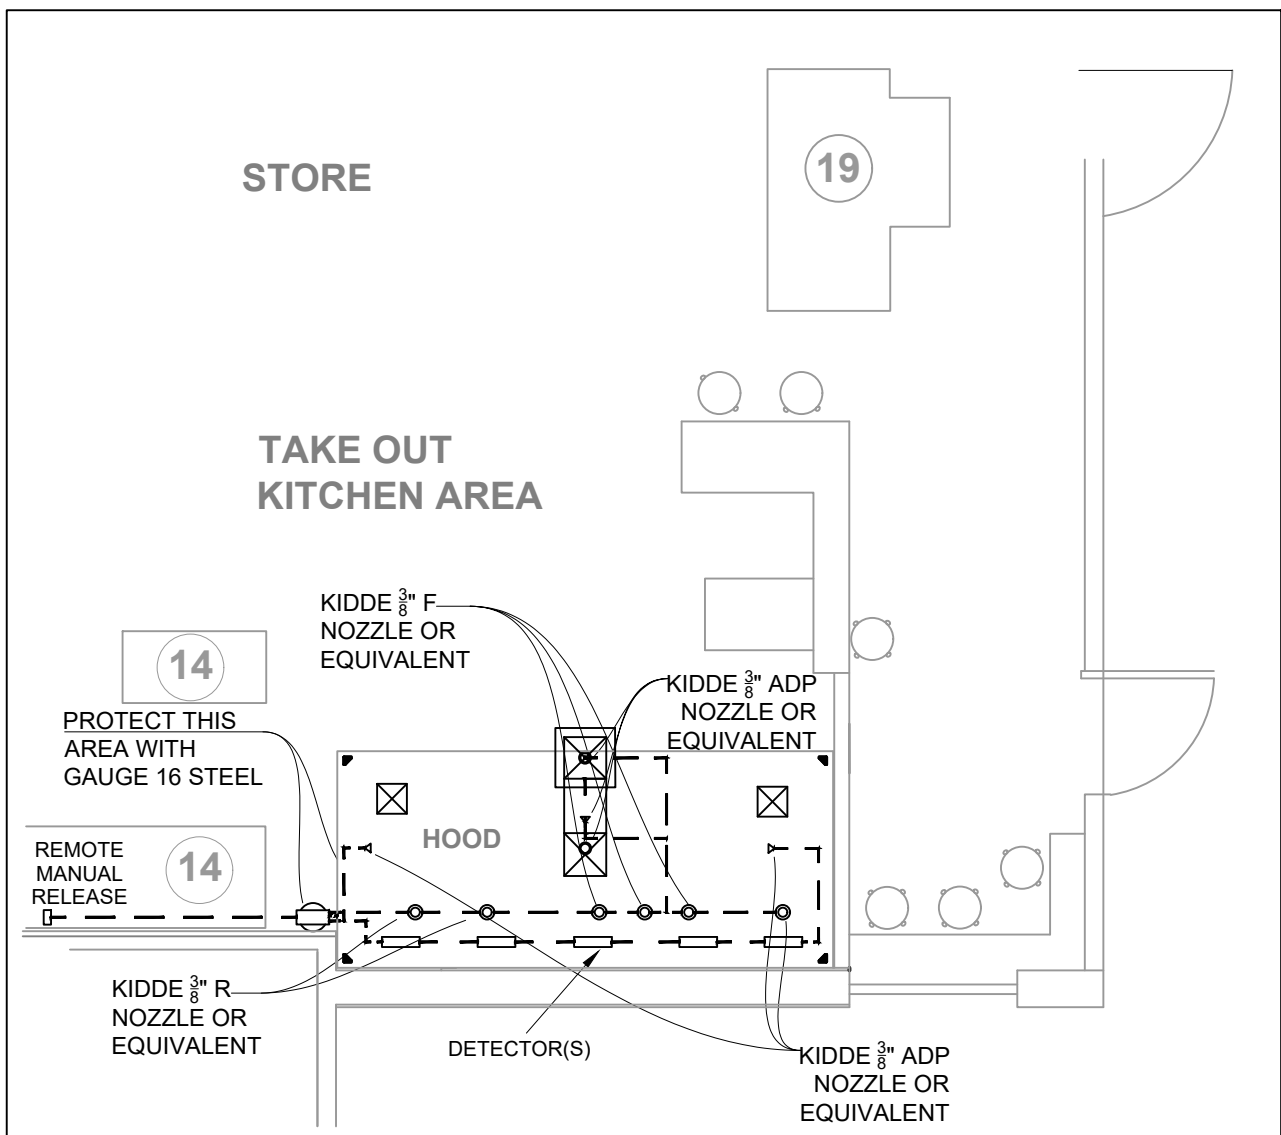 STORE
19
TAKE OUT
KITCHEN AREA
KIDDE 3/8" F
NOZZLE OR
EQUIVALENT
14
KIDDE 3/8" ADP
NOZZLE OR
EQUIVALENT
PROTECT THIS
AREA WITH
GAUGE 16 STEEL
HOOD
REMOTE
MANUAL
RELEASE
14
KIDDE 3/8" R
NOZZLE OR
EQUIVALENT
DETECTOR(S)
KIDDE 3/8" ADP
NOZZLE OR
EQUIVALENT